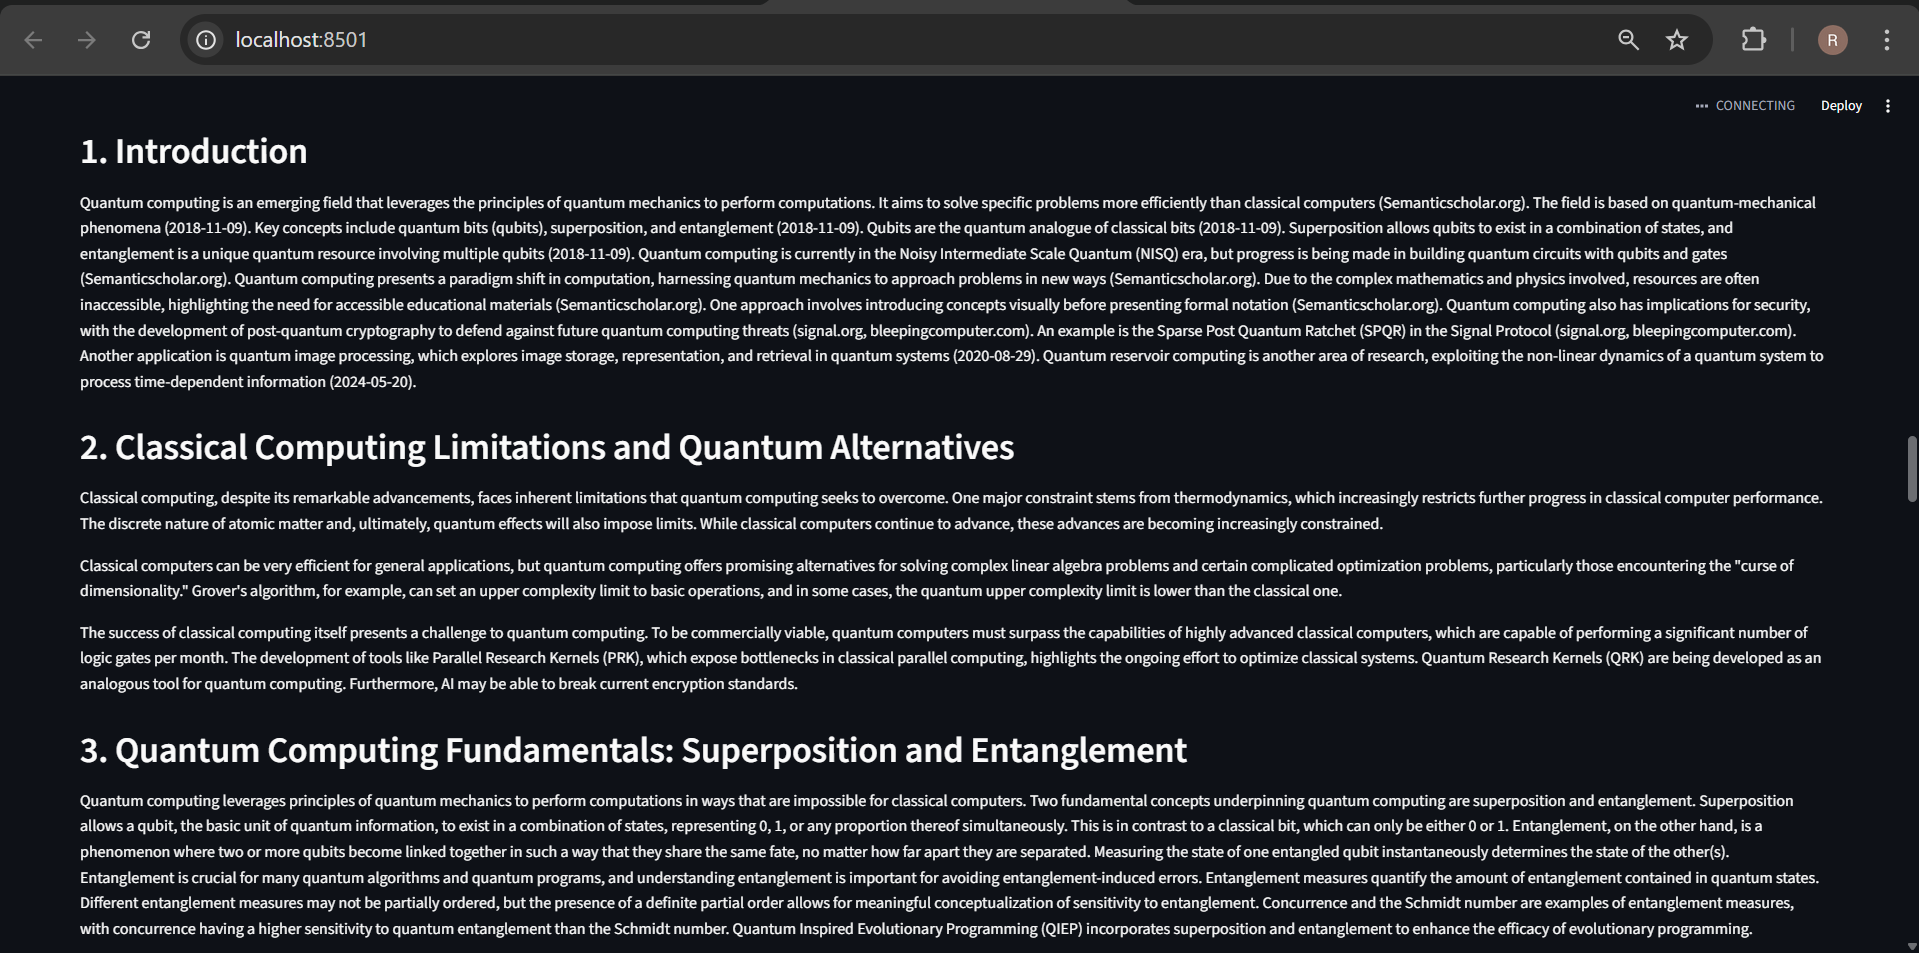 localhost:8501
R
CONNECTING
Deploy
1. Introduction
Quantum computing is an emerging field that leverages the principles of quantum mechanics to perform computations. It aims to solve specific problems more efficiently than classical computers (Semanticscholar.org). The field is based on quantum-mechanical
phenomena (2018-11-09). Key concepts include quantum bits (qubits), superposition, and entanglement (2018-11-09). Qubits are the quantum analogue of classical bits (2018-11-09). Superposition allows qubits to exist in a combination of states, and
entanglement is a unique quantum resource involving multiple qubits (2018-11-09). Quantum computing is currently in the Noisy Intermediate Scale Quantum (NISQ) era, but progress is being made in building quantum circuits with qubits and gates
(Semanticscholar.org). Quantum computing presents a paradigm shift in computation, harnessing quantum mechanics to approach problems in new ways (Semanticscholar.org). Due to the complex mathematics and physics involved, resources are often
inaccessible, highlighting the need for accessible educational materials (Semanticscholar.org). One approach involves introducing concepts visually before presenting formal notation (Semanticscholar.org). Quantum computing also has implications for security,
with the development of post-quantum cryptography to defend against future quantum computing threats (signal.org, bleepingcomputer.com). An example is the Sparse Post Quantum Ratchet (SPQR) in the Signal Protocol (signal.org, bleepingcomputer.com).
Another application is quantum image processing, which explores image storage, representation, and retrieval in quantum systems (2020-08-29). Quantum reservoir computing is another area of research, exploiting the non-linear dynamics of a quantum system to
process time-dependent information (2024-05-20).
2. Classical Computing Limitations and Quantum Alternatives
Classical computing, despite its remarkable advancements, faces inherent limitations that quantum computing seeks to overcome. One major constraint stems from thermodynamics, which increasingly restricts further progress in classical computer performance.
The discrete nature of atomic matter and, ultimately, quantum effects will also impose limits. While classical computers continue to advance, these advances are becoming increasingly constrained.
Classical computers can be very efficient for general applications, but quantum computing offers promising alternatives for solving complex linear algebra problems and certain complicated optimization problems, particularly those encountering the "curse of
dimensionality." Grover's algorithm, for example, can set an upper complexity limit to basic operations, and in some cases, the quantum upper complexity limit is lower than the classical one.
The success of classical computing itself presents a challenge to quantum computing. To be commercially viable, quantum computers must surpass the capabilities of highly advanced classical computers, which are capable of performing a significant number of
logic gates per month. The development of tools like Parallel Research Kernels (PRK), which expose bottlenecks in classical parallel computing, highlights the ongoing effort to optimize classical systems. Quantum Research Kernels (QRK) are being developed as an
analogous tool for quantum computing. Furthermore, AI may be able to break current encryption standards.
3. Quantum Computing Fundamentals: Superposition and Entanglement
Quantum computing leverages principles of quantum mechanics to perform computations in ways that are impossible for classical computers. Two fundamental concepts underpinning quantum computing are superposition and entanglement. Superposition
allows a qubit, the basic unit of quantum information, to exist in a combination of states, representing 0, 1, or any proportion thereof simultaneously. This is in contrast to a classical bit, which can only be either 0 or 1. Entanglement, on the other hand, is a
phenomenon where two or more qubits become linked together in such a way that they share the same fate, no matter how far apart they are separated. Measuring the state of one entangled qubit instantaneously determines the state of the other(s).
Entanglement is crucial for many quantum algorithms and quantum programs, and understanding entanglement is important for avoiding entanglement-induced errors. Entanglement measures quantify the amount of entanglement contained in quantum states.
Different entanglement measures may not be partially ordered, but the presence of a definite partial order allows for meaningful conceptualization of sensitivity to entanglement. Concurrence and the Schmidt number are examples of entanglement measures,
with concurrence having a higher sensitivity to quantum entanglement than the Schmidt number. Quantum Inspired Evolutionary Programming (QIEP) incorporates superposition and entanglement to enhance the efficacy of evolutionary programming.